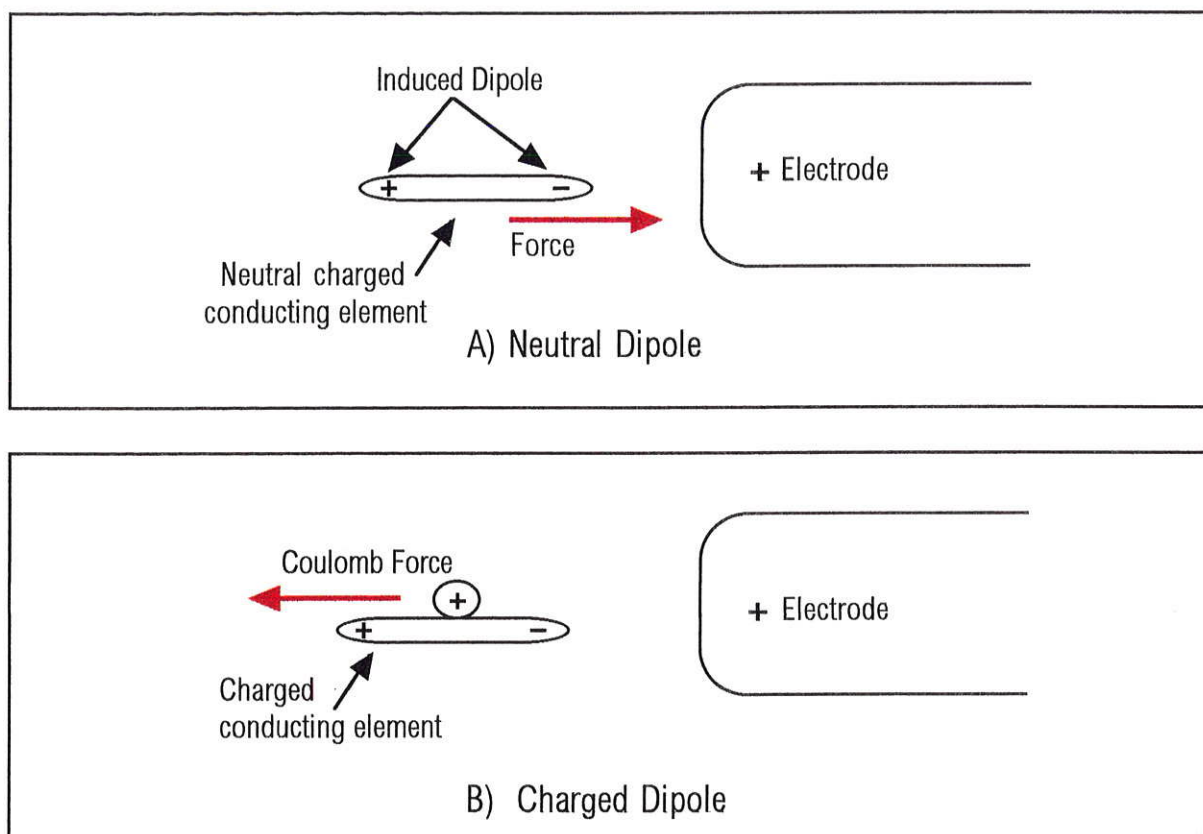 Induced Dipole
+ -
+ Electrode
Force
Neutral charged
conducting element
A) Neutral Dipole
Coulomb Force
+
+ -
+ Electrode
Charged
conducting element
B) Charged Dipole